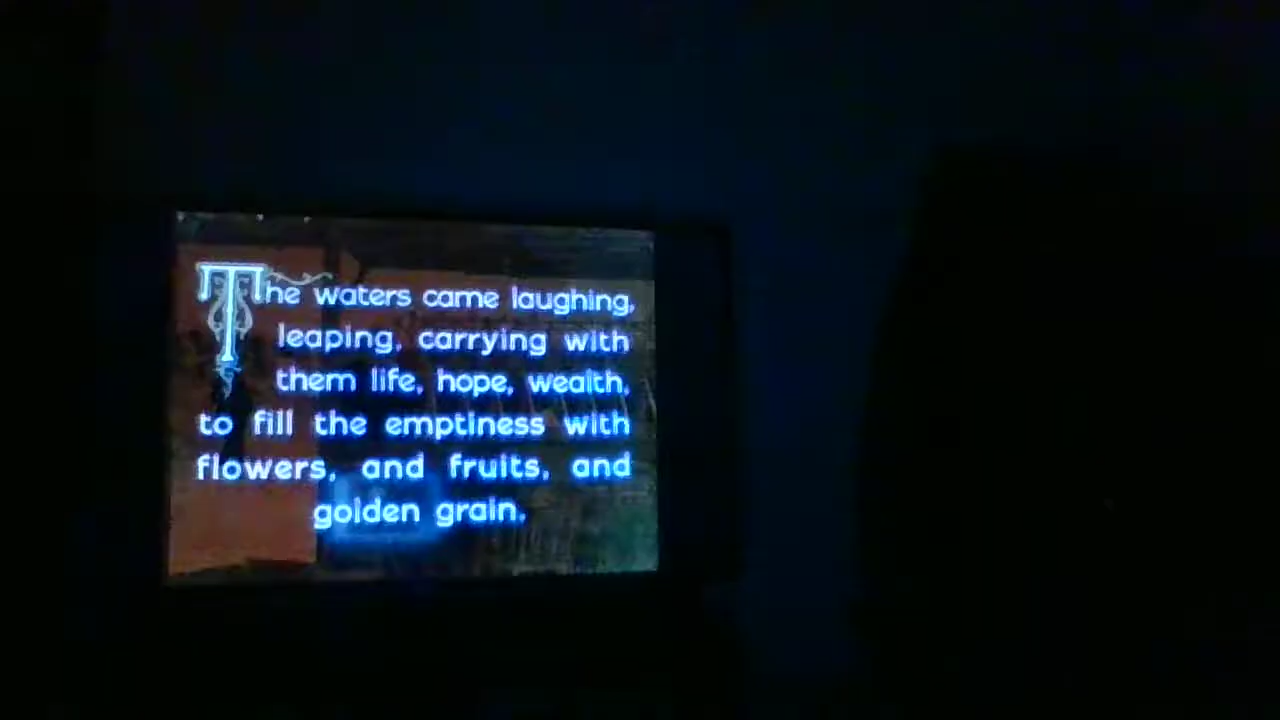 The waters came laughing,
leaping, carrying with
them life, hope, wealth,
to fill the emptiness with
flowers, and fruits, and
golden grain.